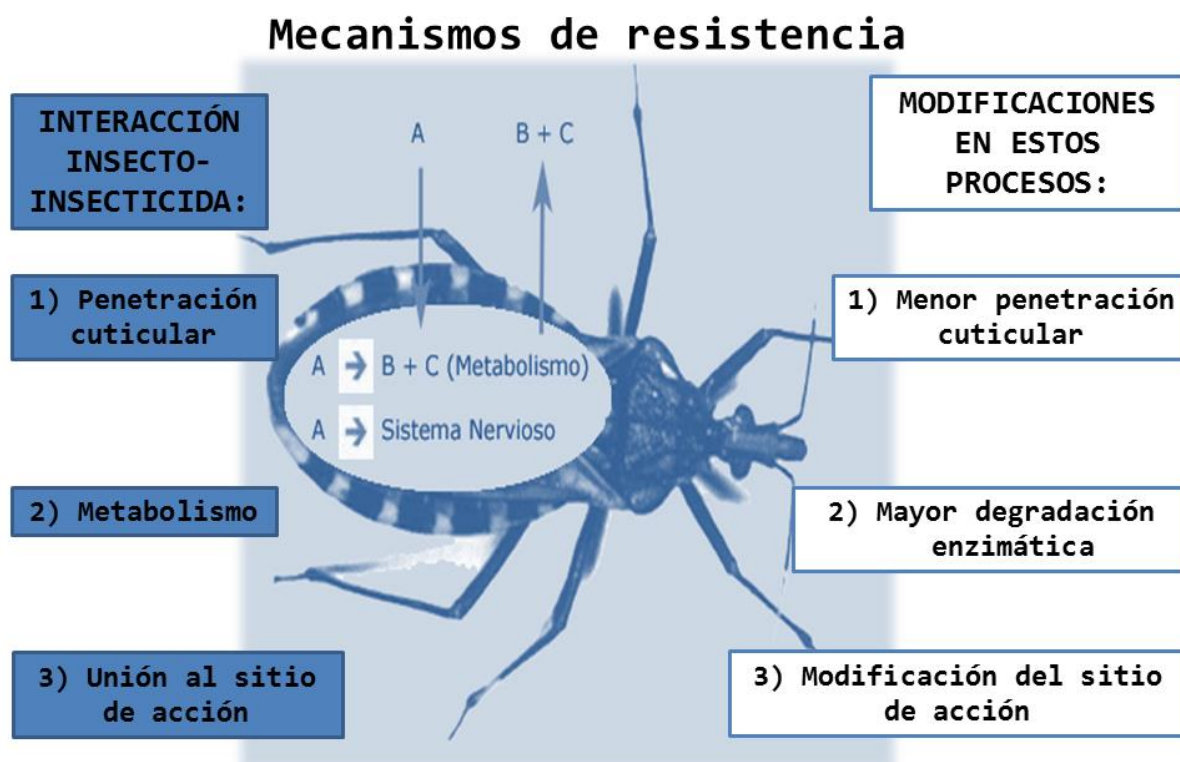 Mecanismos de resistencia
INTERACCIÓN
INSECTO-
INSECTICIDA:
1) Penetración
cuticular
2) Metabolismo
3) Unión al sitio
de acción
A
B + C
A → B + C (Metabolismo)
A → Sistema Nervioso
MODIFICACIONES
EN ESTOS
PROCESOS:
1) Menor penetración
cuticular
2) Mayor degradación
enzimática
3) Modificación del sitio
de acción